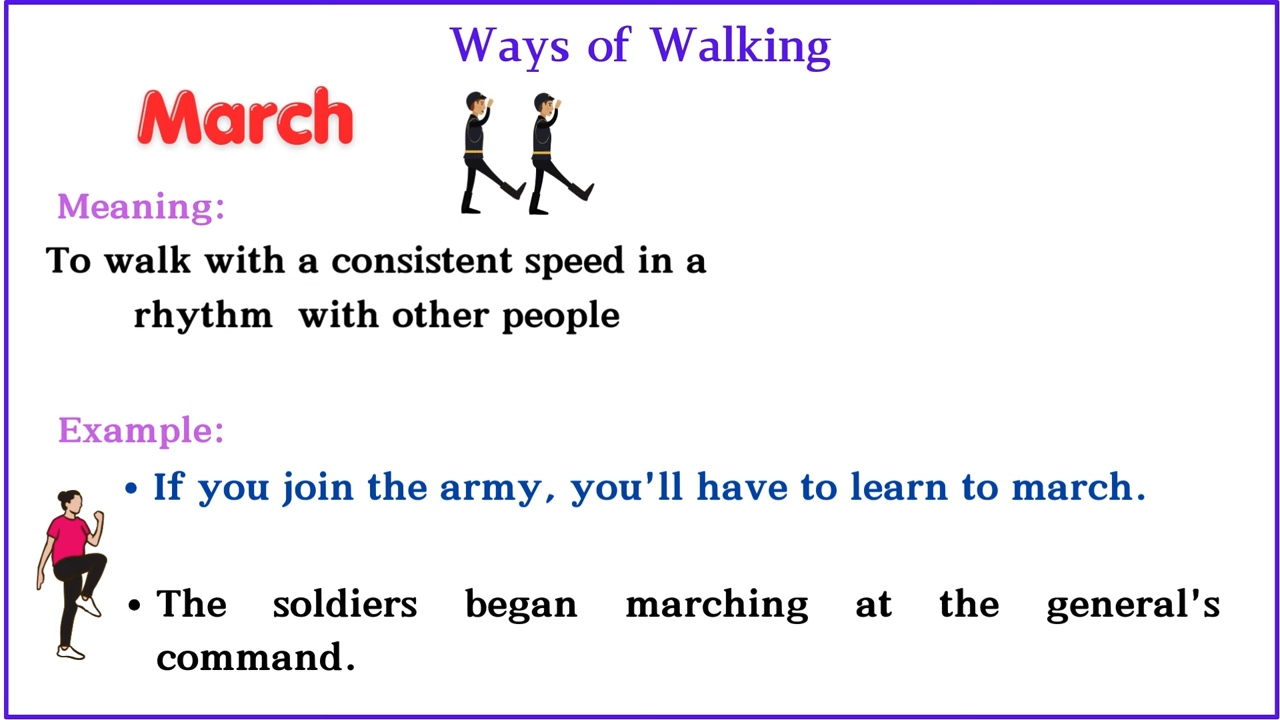 Ways of Walking
March
Meaning:
To walk with a consistent speed in a
rhythm with other people
Example:
• If you join the army, you'll have to learn to march.
• The soldiers began marching at the general's
command.